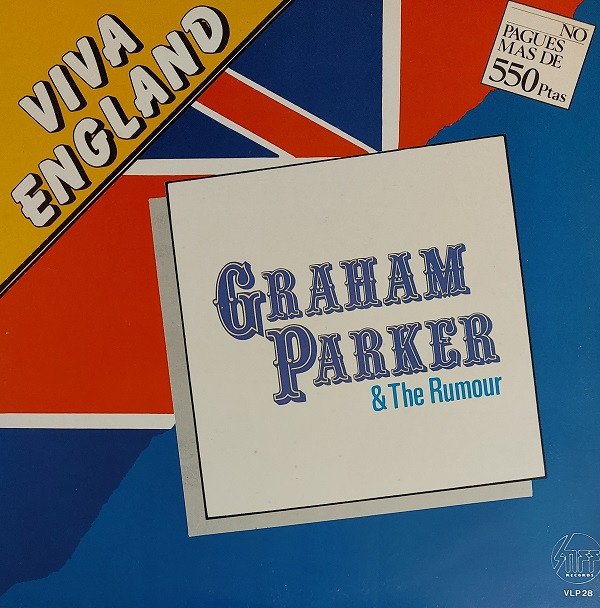 VIVA
ENGLAND
NO
PAGUES
MAS DE
550 Ptas
GRAHAM
PARKER
& The Rumour
STIFF
RECORDS
VLP 28